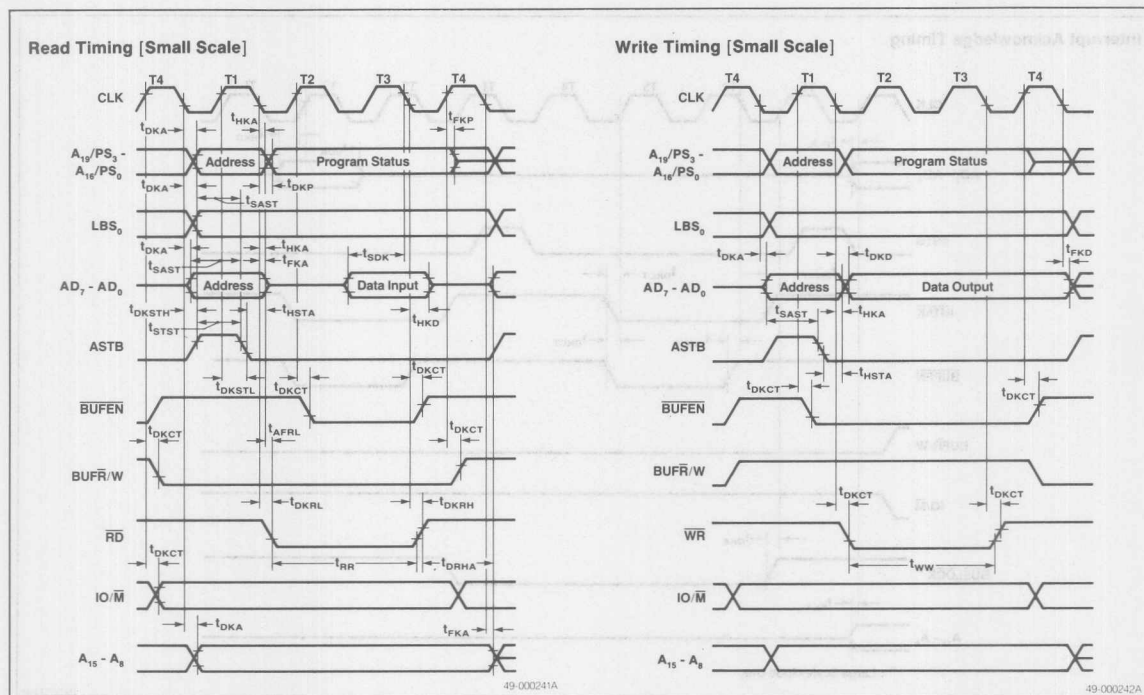 Interrupt Acknowledge Timing
Read Timing [Small Scale]
T4 T1 T2 T3 T4
CLK
tDKA tHKA tFKP
A19/PS3 -
A16/PS0
Address Program Status
tDKA tDKP
tSAST
LBS0
tDKA tHKA
tSDK
tSAST tFKA
AD7 - AD0
Address Data Input
tDKSTH tHSTA tHKD
tSTST
ASTB
tDKSTL tDKCT tDKCT
BUFEN
tDKCT tAFRL tDKCT
BUFR/W
tDKRL tDKRH
RD
tDKCT tRR tDRHA
IO/M
tDKA tFKA
A15 - A8
49-000241A
Write Timing [Small Scale]
T4 T1 T2 T3 T4
CLK
A19/PS3 -
A16/PS0
Address Program Status
LBS0
tDKA tDKD tFKD
AD7 - AD0
Address Data Output
tSAST tHKA
ASTB
tDKCT tHSTA
tDKCT
BUFEN
BUFR/W
tDKCT tDKCT
WR
tWW
IO/M
A15 - A8
49-000242A